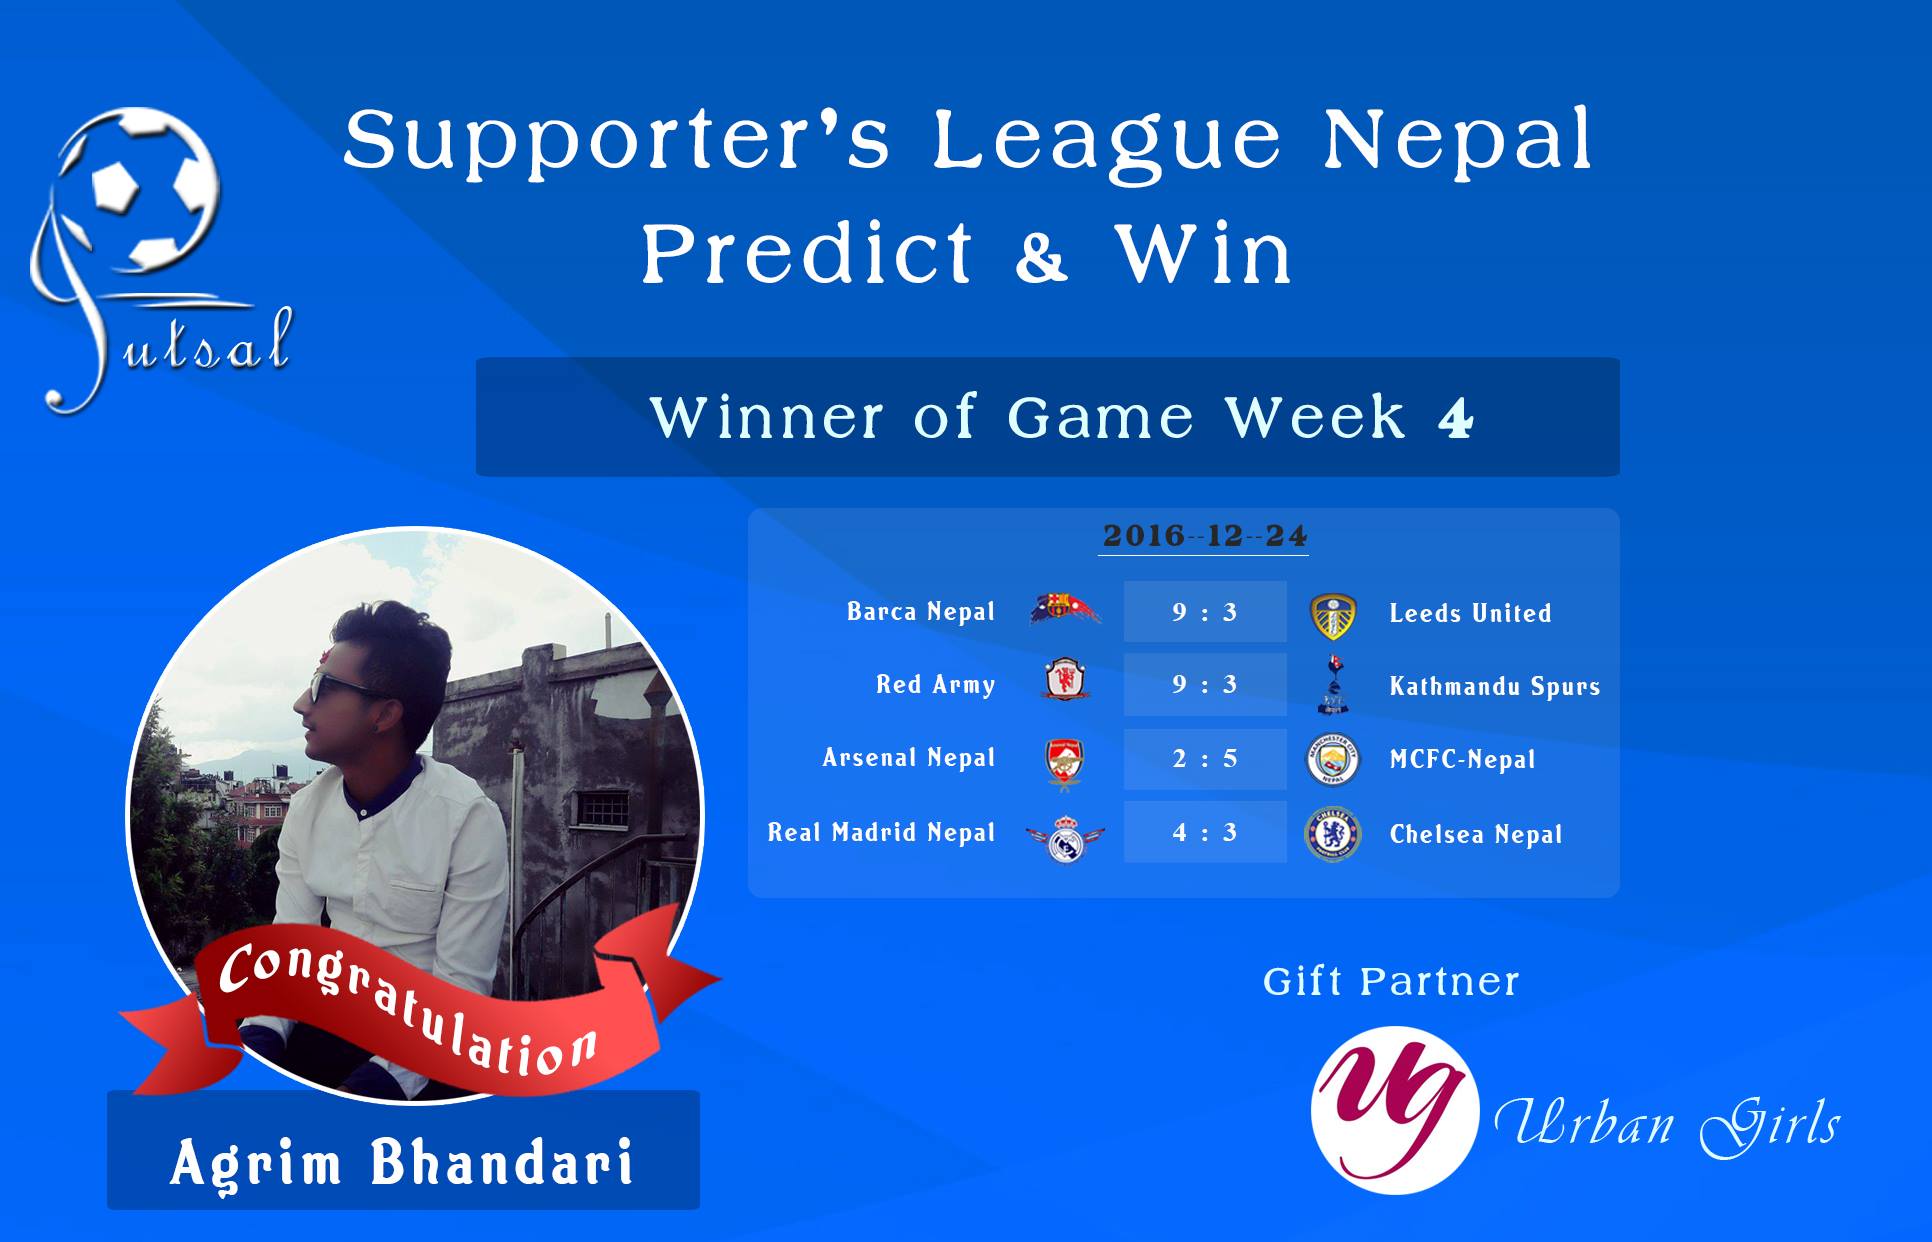 Supporter's League Nepal
Predict & Win
Futsal
Winner of Game Week 4
2016--12--24
Barca Nepal 9 : 3 Leeds United
Red Army 9 : 3 Kathmandu Spurs
Arsenal Nepal 2 : 5 MCFC-Nepal
Real Madrid Nepal 4 : 3 Chelsea Nepal
Congratulation
Agrim Bhandari
Gift Partner
ug Urban Girls